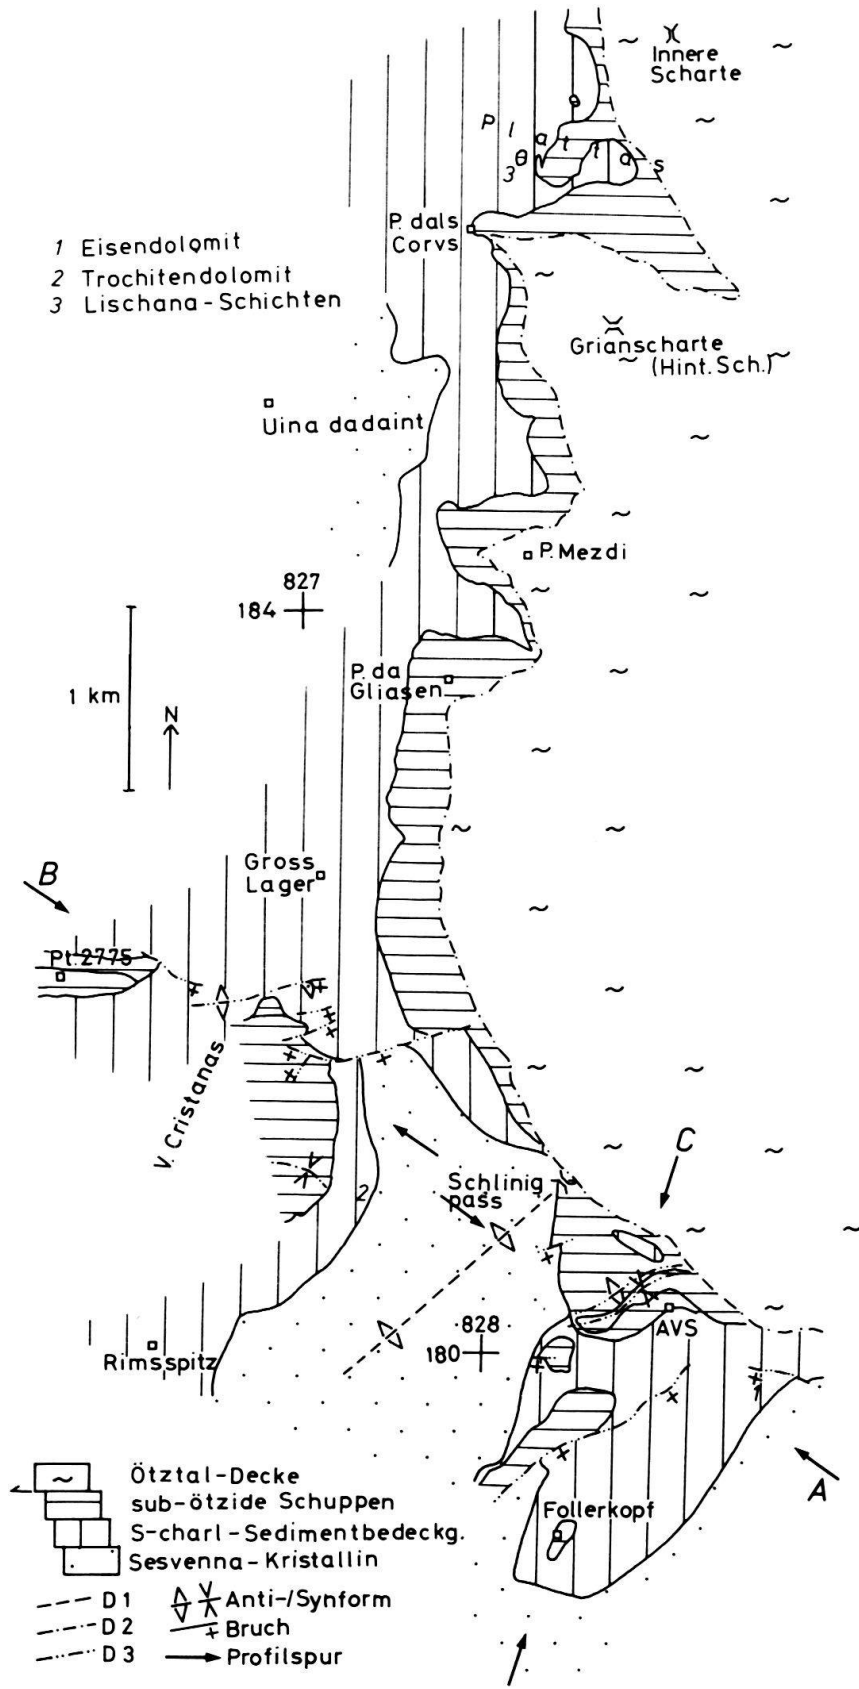 Innere
Scharte
P l a t t a s
θ
3
P. dals
Corvs
1 Eisendolomit
2 Trochitendolomit
3 Lischana-Schichten
Grianscharte
(Hint. Sch.)
Uina dadaint
P. Mezdi
827
184
P. da
Gliasen
1 km
N
Gross
Lager
B
Pt. 2775
V. Cristanas
C
Schlinig
pass
2
828
180
AVS
1
Rimsspitz
A
Follerkopf
~ Ötztal-Decke
sub-ötzide Schuppen
S-charl-Sedimentbedeckg.
Sesvenna-Kristallin
D1 Anti-/Synform
D2 Bruch
D3 Profilspur